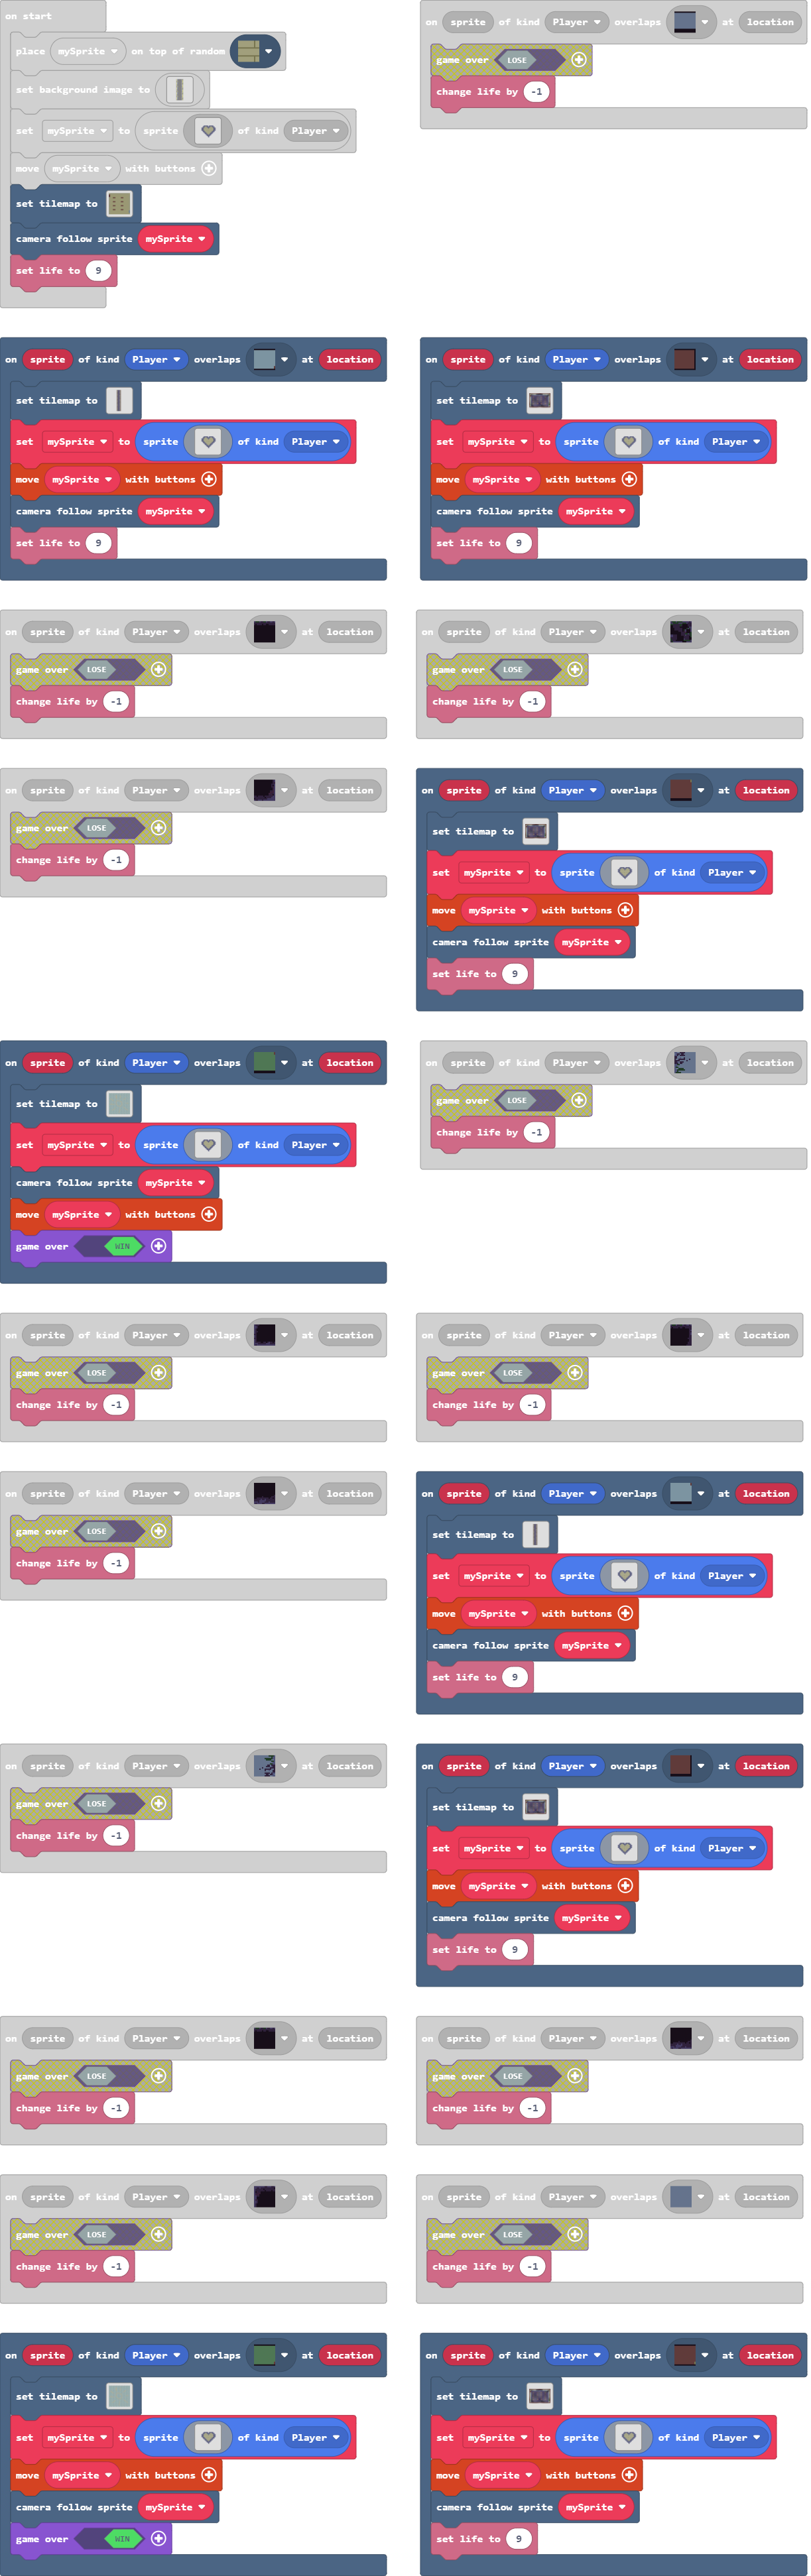 on start
place mySprite on top of random
set background image to
set mySprite to sprite of kind Player
move mySprite with buttons
set tilemap to
camera follow sprite mySprite
set life to 9
on sprite of kind Player overlaps at location
game over LOSE
change life by -1
on sprite of kind Player overlaps at location
set tilemap to
set mySprite to sprite of kind Player
move mySprite with buttons
camera follow sprite mySprite
set life to 9
on sprite of kind Player overlaps at location
set tilemap to
set mySprite to sprite of kind Player
move mySprite with buttons
camera follow sprite mySprite
set life to 9
on sprite of kind Player overlaps at location
game over LOSE
change life by -1
on sprite of kind Player overlaps at location
game over LOSE
change life by -1
on sprite of kind Player overlaps at location
game over LOSE
change life by -1
on sprite of kind Player overlaps at location
set tilemap to
set mySprite to sprite of kind Player
move mySprite with buttons
camera follow sprite mySprite
set life to 9
on sprite of kind Player overlaps at location
set tilemap to
set mySprite to sprite of kind Player
camera follow sprite mySprite
move mySprite with buttons
game over WIN
on sprite of kind Player overlaps at location
game over LOSE
change life by -1
on sprite of kind Player overlaps at location
game over LOSE
change life by -1
on sprite of kind Player overlaps at location
game over LOSE
change life by -1
on sprite of kind Player overlaps at location
game over LOSE
change life by -1
on sprite of kind Player overlaps at location
set tilemap to
set mySprite to sprite of kind Player
move mySprite with buttons
camera follow sprite mySprite
set life to 9
on sprite of kind Player overlaps at location
game over LOSE
change life by -1
on sprite of kind Player overlaps at location
set tilemap to
set mySprite to sprite of kind Player
move mySprite with buttons
camera follow sprite mySprite
set life to 9
on sprite of kind Player overlaps at location
game over LOSE
change life by -1
on sprite of kind Player overlaps at location
game over LOSE
change life by -1
on sprite of kind Player overlaps at location
game over LOSE
change life by -1
on sprite of kind Player overlaps at location
game over LOSE
change life by -1
on sprite of kind Player overlaps at location
set tilemap to
set mySprite to sprite of kind Player
move mySprite with buttons
camera follow sprite mySprite
game over WIN
on sprite of kind Player overlaps at location
set tilemap to
set mySprite to sprite of kind Player
move mySprite with buttons
camera follow sprite mySprite
set life to 9